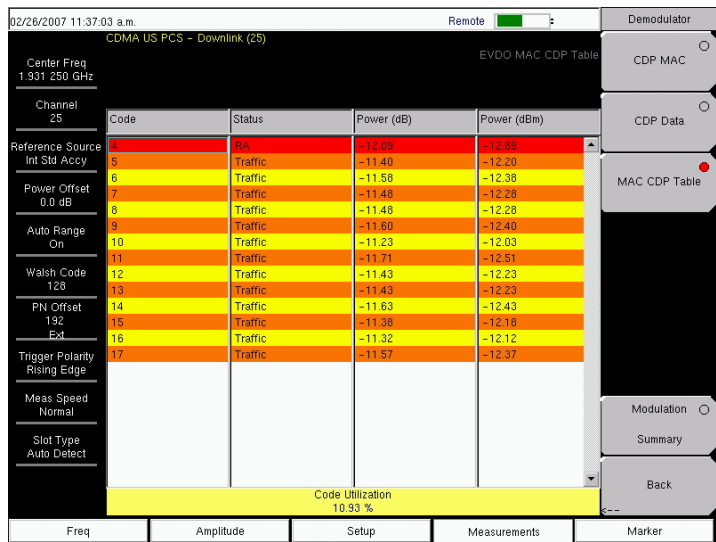 02/26/2007 11:37:03 a.m.
Remote
Demodulator
CDMA US PCS - Downlink (25)
EVDO MAC CDP Table
Center Freq
1.931 250 GHz
Channel
25
Reference Source
Int Std Accy
Power Offset
0.0 dB
Auto Range
On
Walsh Code
128
PN Offset
192
Ext
Trigger Polarity
Rising Edge
Meas Speed
Normal
Slot Type
Auto Detect
Code Status Power (dB) Power (dBm)
4 RA -12.09 -12.89
5 Traffic -11.40 -12.20
6 Traffic -11.58 -12.38
7 Traffic -11.48 -12.28
8 Traffic -11.48 -12.28
9 Traffic -11.60 -12.40
10 Traffic -11.23 -12.03
11 Traffic -11.71 -12.51
12 Traffic -11.43 -12.23
13 Traffic -11.43 -12.23
14 Traffic -11.63 -12.43
15 Traffic -11.38 -12.18
16 Traffic -11.32 -12.12
17 Traffic -11.57 -12.37
Code Utilization
10.93 %
CDP MAC
CDP Data
MAC CDP Table
Modulation
Summary
Back
<--
Freq Amplitude Setup Measurements Marker